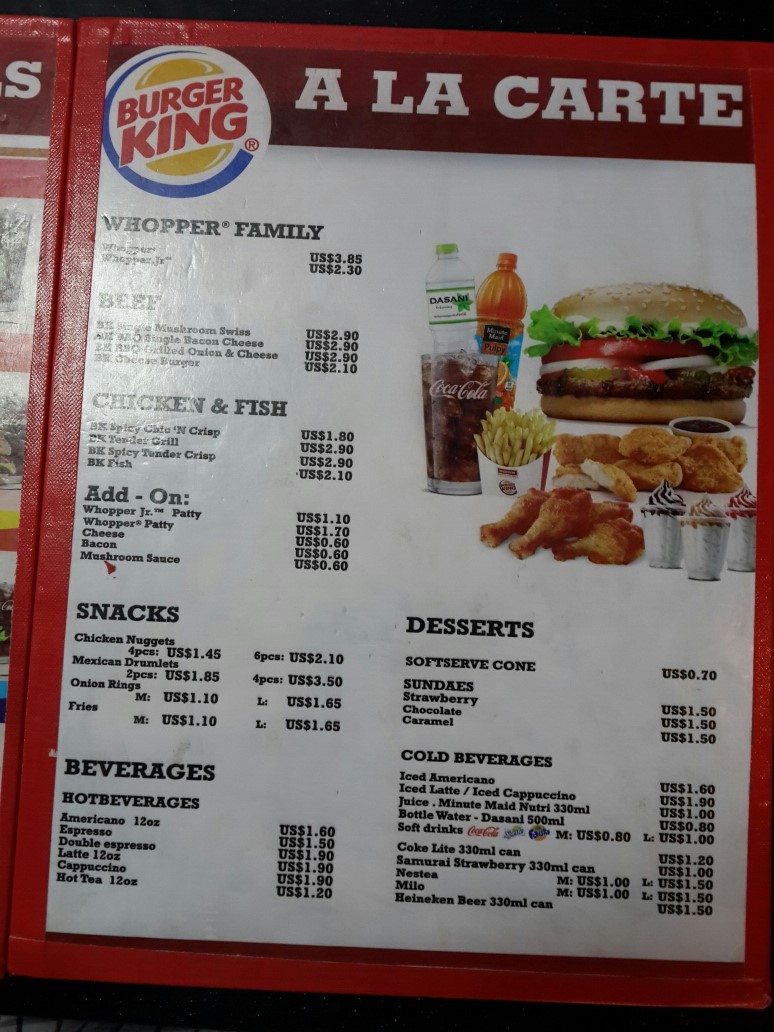 LS
BURGER KING®
A LA CARTE
WHOPPER® FAMILY
Whopper® US$3.85
Whopper Jr™ US$2.30
BEEF
BK Single Mushroom Swiss US$2.90
BK BBQ Single Bacon Cheese US$2.90
BK BBQ Grilled Onion & Cheese US$2.90
BK Cheese Burger US$2.10
CHICKEN & FISH
BK Spicy Chic 'N Crisp US$1.80
BK Tender Grill US$2.90
BK Spicy Tender Crisp US$2.90
BK Fish US$2.10
Add - On:
Whopper Jr.™ Patty US$1.10
Whopper® Patty US$1.70
Cheese US$0.60
Bacon US$0.60
Mushroom Sauce US$0.60
DASANI
Minute Maid
Pulpy
Coca-Cola
BURGER KING
SNACKS
Chicken Nuggets
4pcs: US$1.45 6pcs: US$2.10
Mexican Drumlets
2pcs: US$1.85 4pcs: US$3.50
Onion Rings
M: US$1.10 L: US$1.65
Fries
M: US$1.10 L: US$1.65
DESSERTS
SOFTSERVE CONE US$0.70
SUNDAES
Strawberry US$1.50
Chocolate US$1.50
Caramel US$1.50
BEVERAGES
HOTBEVERAGES
Americano 12oz US$1.60
Espresso US$1.50
Double espresso US$1.90
Latte 12oz US$1.90
Cappuccino US$1.90
Hot Tea 12oz US$1.20
COLD BEVERAGES
Iced Americano US$1.60
Iced Latte / Iced Cappuccino US$1.90
Juice . Minute Maid Nutri 330ml US$1.00
Bottle Water - Dasani 500ml US$0.80
Soft drinks Coca-Cola Sprite Fanta M: US$0.80 L: US$1.00
Coke Lite 330ml can US$1.20
Samurai Strawberry 330ml can US$1.00
Nestea M: US$1.00 L: US$1.50
Milo M: US$1.00 L: US$1.50
Heineken Beer 330ml can US$1.50